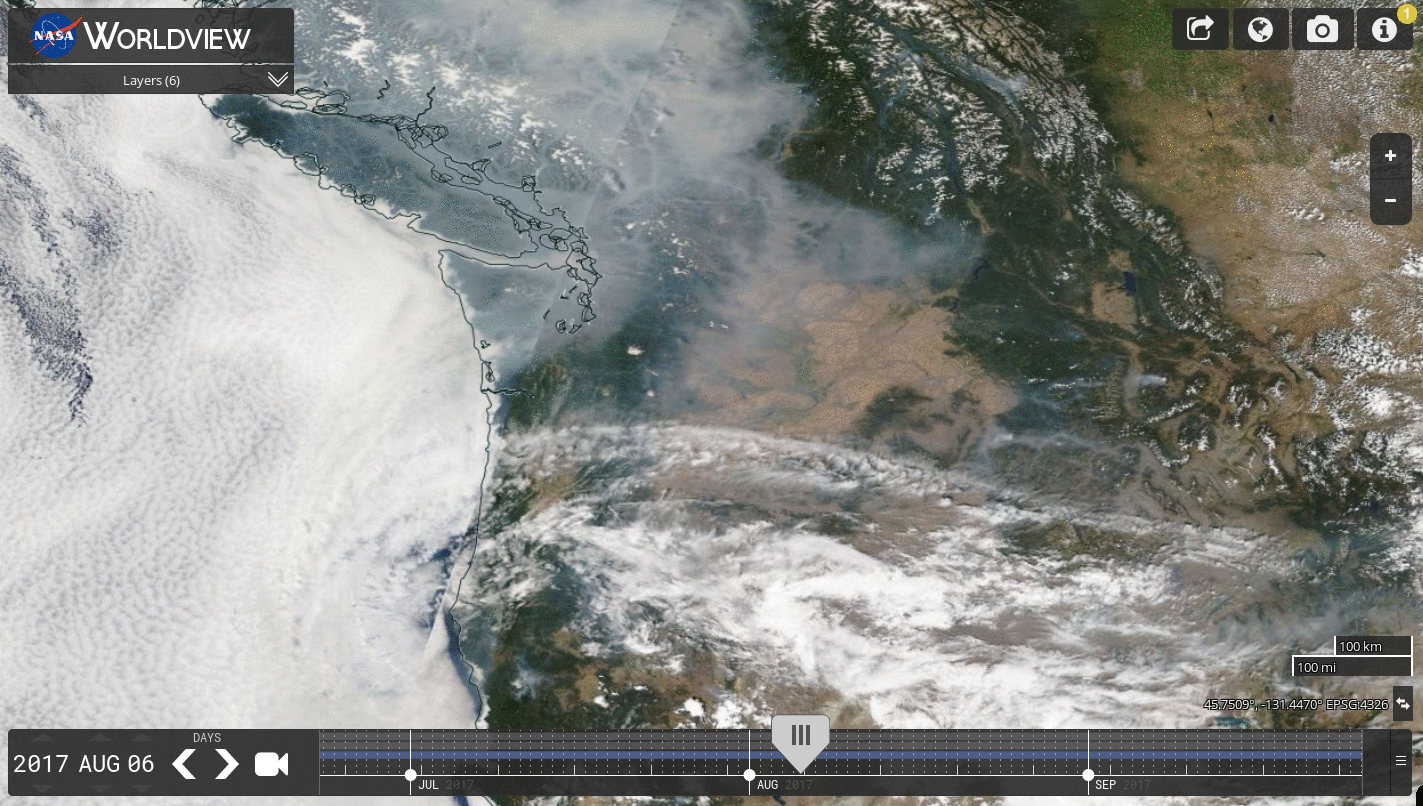 NASA WORLDVIEW
1
Layers (6)
+
−
100 km
100 mi
45.7509°, -131.4470° EPSG:4326
DAYS
2017 AUG 06
JUL 2017
AUG 2017
SEP 2017